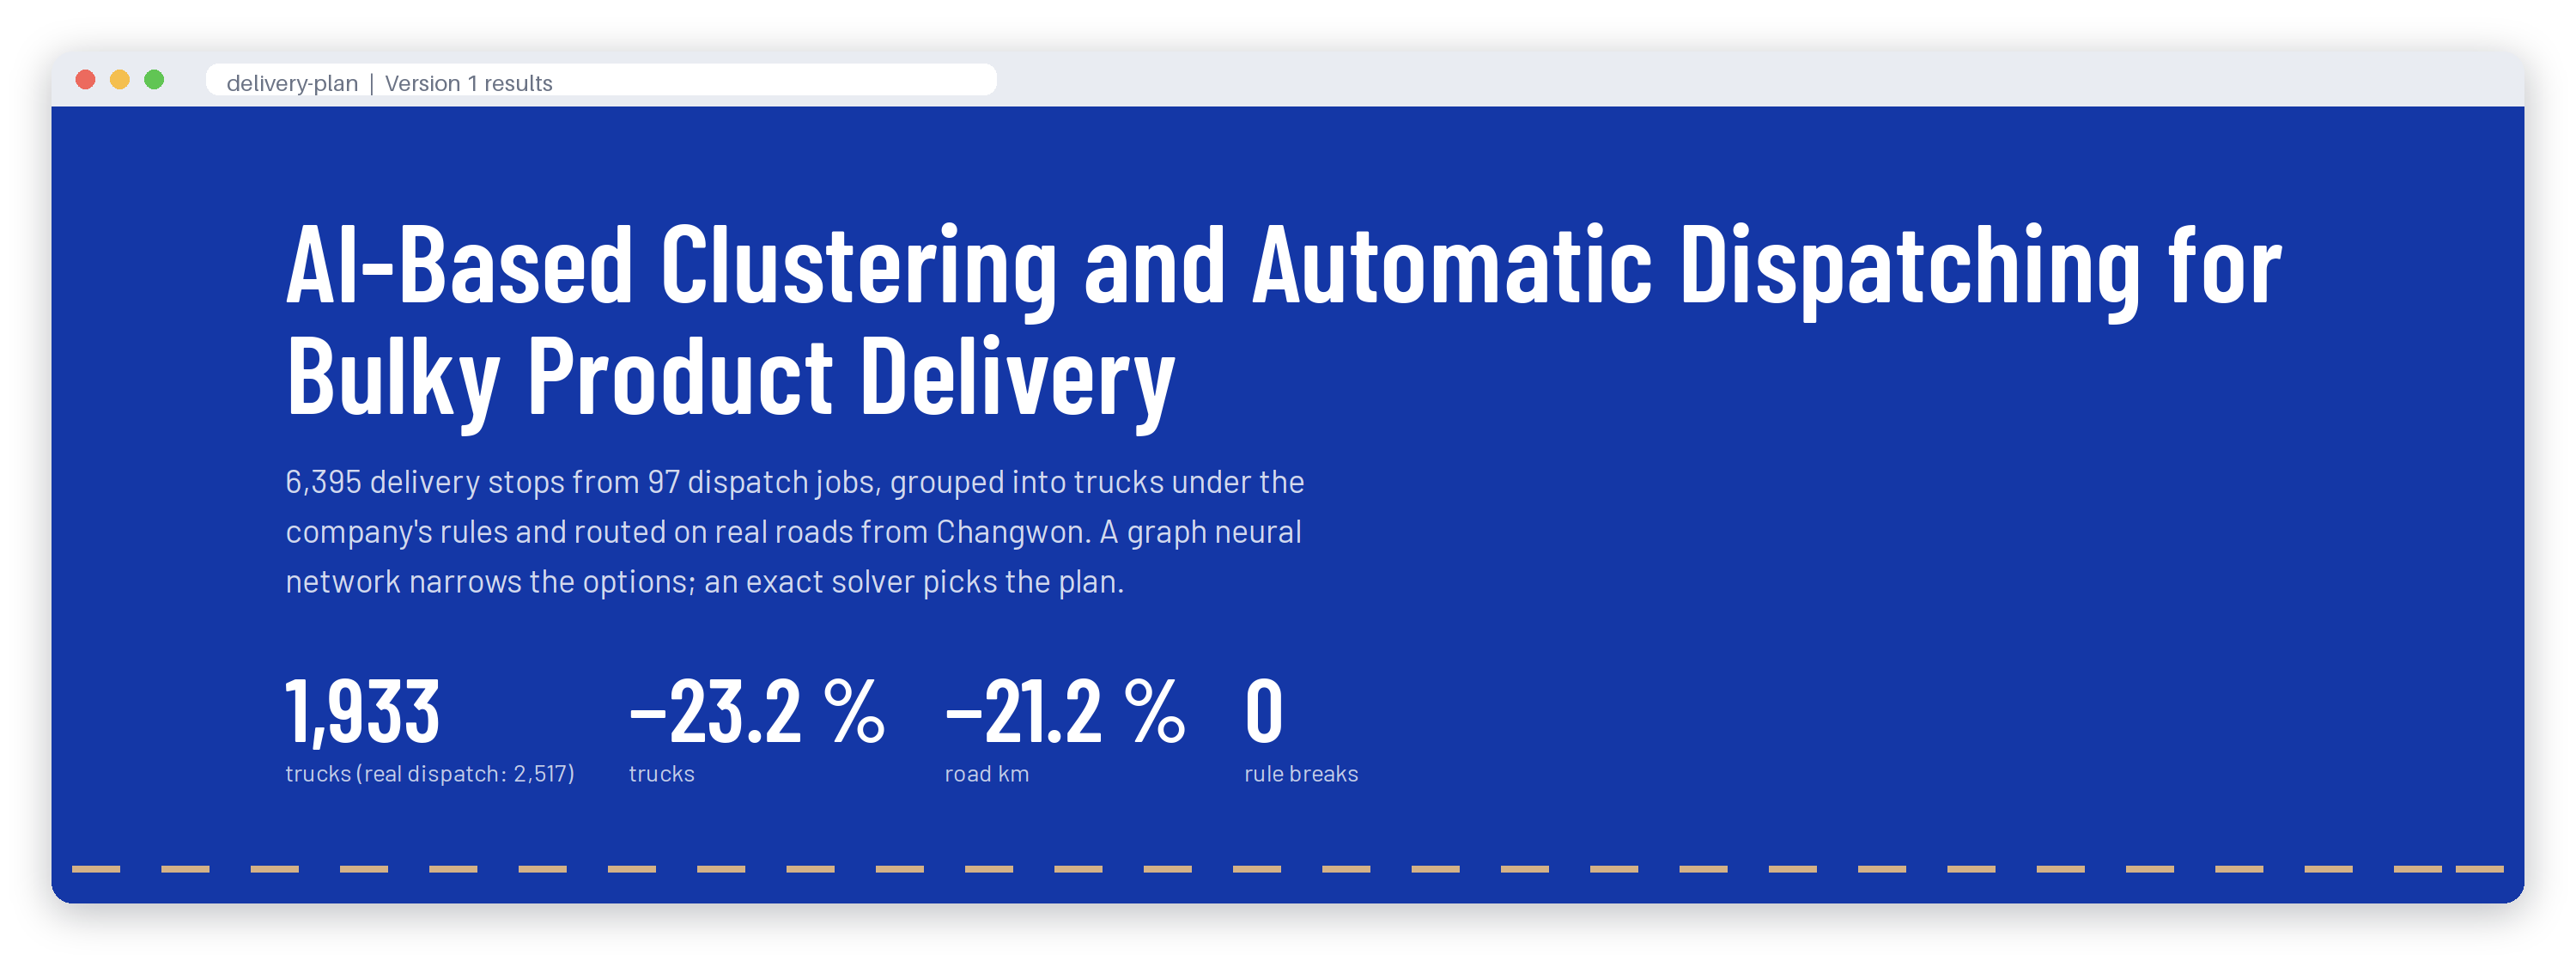 delivery-plan | Version 1 results
AI-Based Clustering and Automatic Dispatching for
Bulky Product Delivery
6,395 delivery stops from 97 dispatch jobs, grouped into trucks under the
company's rules and routed on real roads from Changwon. A graph neural
network narrows the options; an exact solver picks the plan.
1,933 −23.2 % −21.2 % 0
trucks (real dispatch: 2,517) trucks road km rule breaks